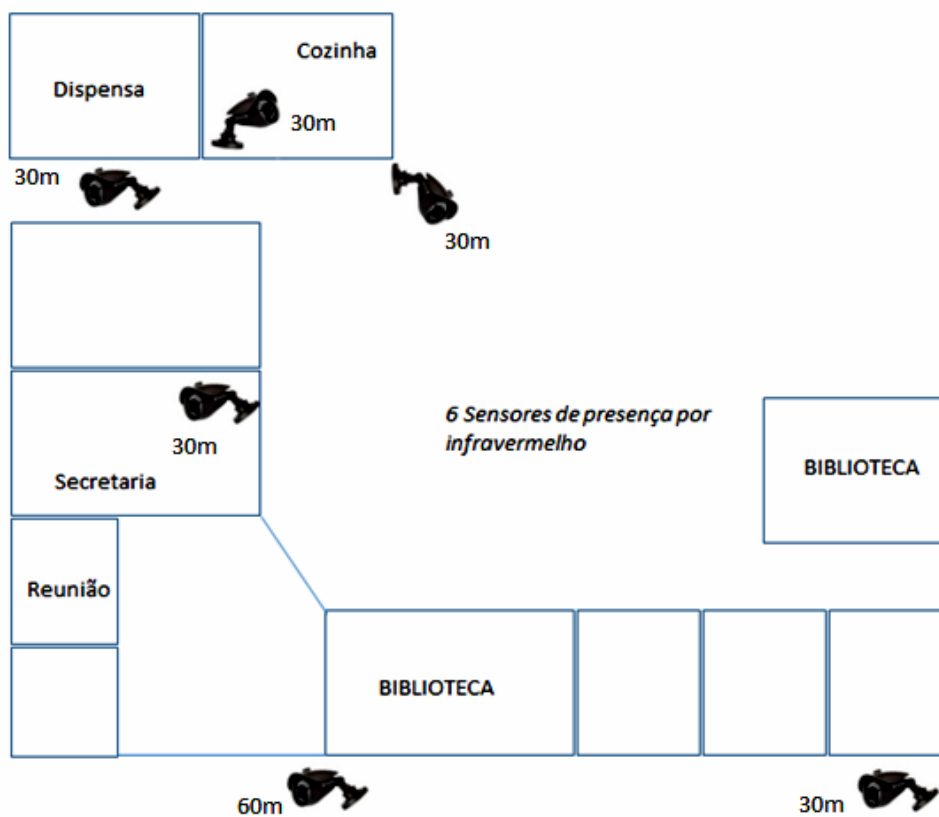 Cozinha
Dispensa
30m
30m
30m
30m
6 Sensores de presença por
infravermelho
Secretaria
BIBLIOTECA
Reunião
BIBLIOTECA
60m
30m